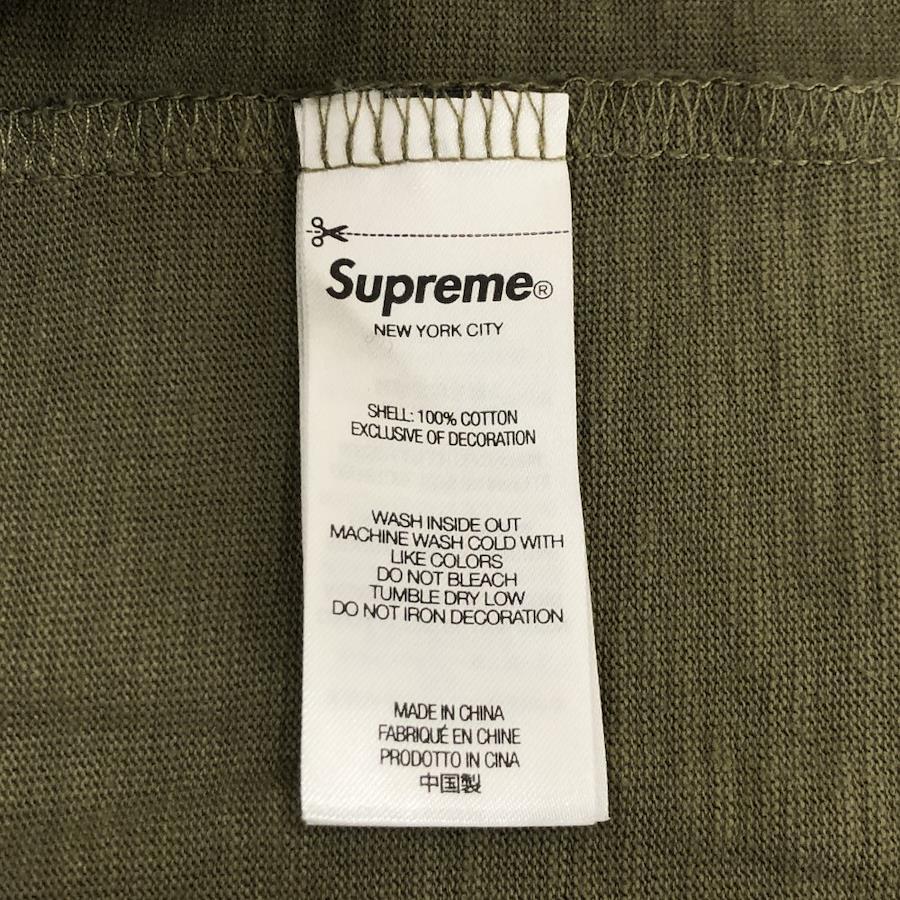 Supreme®
NEW YORK CITY
SHELL: 100% COTTON
EXCLUSIVE OF DECORATION
WASH INSIDE OUT
MACHINE WASH COLD WITH
LIKE COLORS
DO NOT BLEACH
TUMBLE DRY LOW
DO NOT IRON DECORATION
MADE IN CHINA
FABRIQUÉ EN CHINE
PRODOTTO IN CINA
中国製